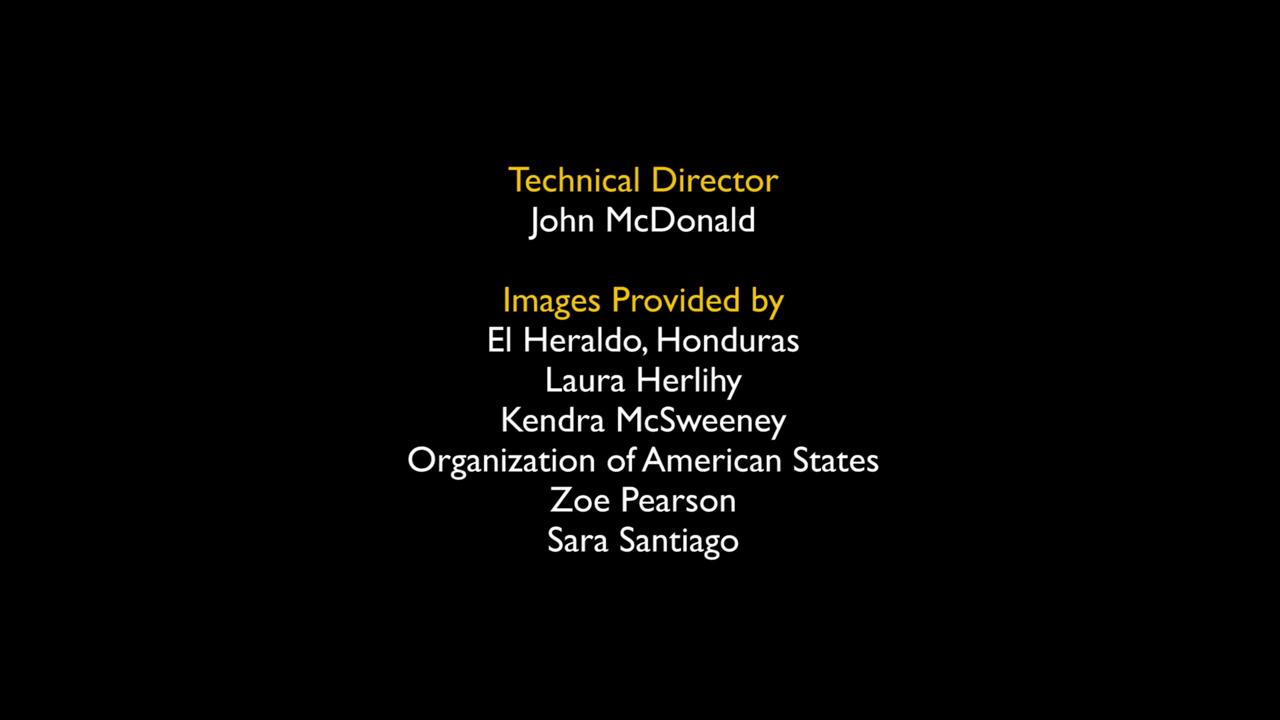 Technical Director
John McDonald
Images Provided by
El Heraldo, Honduras
Laura Herlihy
Kendra McSweeney
Organization of American States
Zoe Pearson
Sara Santiago